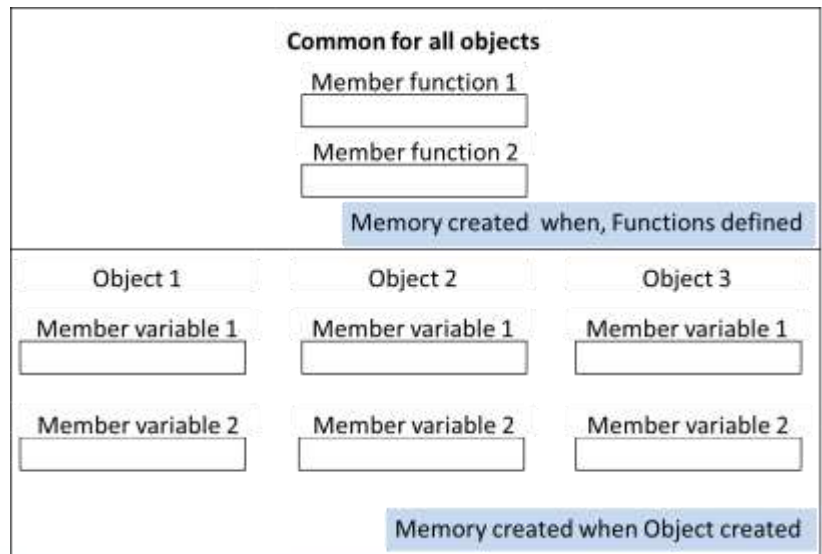 Common for all objects
Member function 1
Member function 2
Memory created when, Functions defined
Object 1 Object 2 Object 3
Member variable 1 Member variable 1 Member variable 1
Member variable 2 Member variable 2 Member variable 2
Memory created when Object created